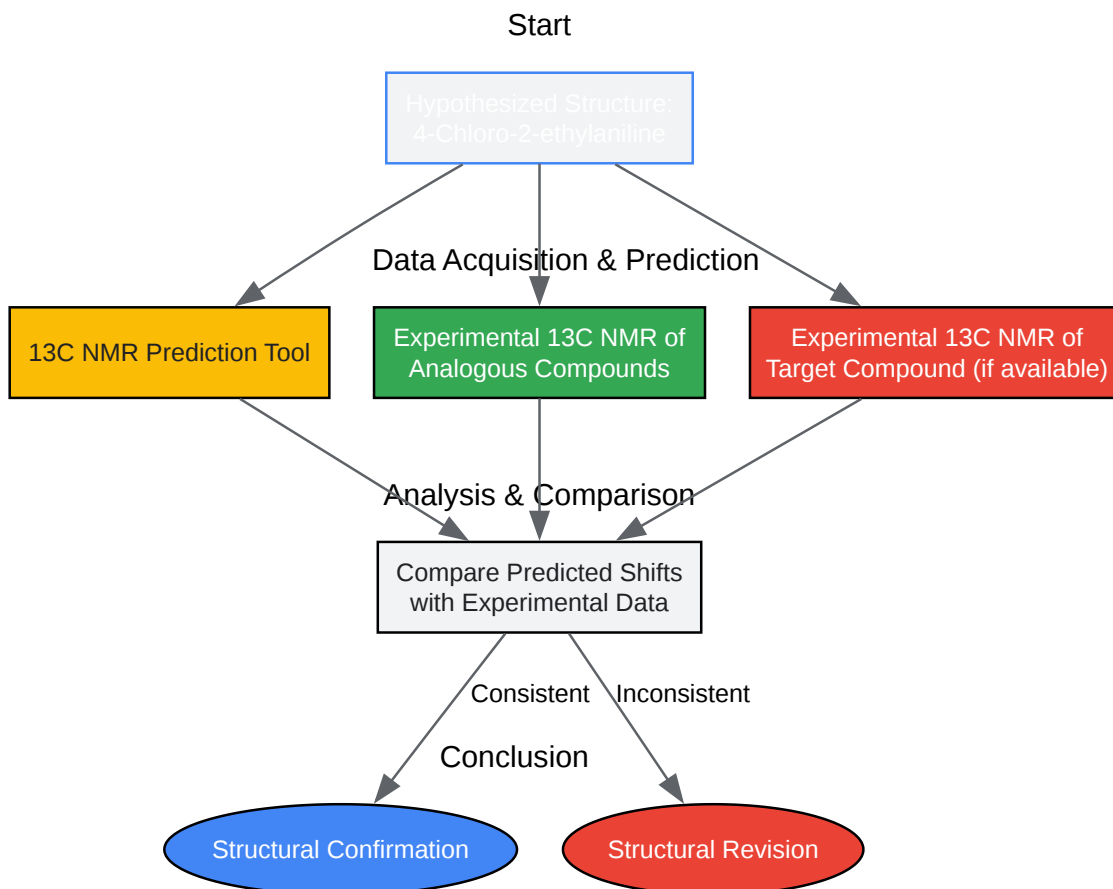 Start
Hypothesized Structure:
4-Chloro-2-ethylaniline
Data Acquisition & Prediction
13C NMR Prediction Tool
Experimental 13C NMR of
Analogous Compounds
Experimental 13C NMR of
Target Compound (if available)
Analysis & Comparison
Compare Predicted Shifts
with Experimental Data
Consistent
Inconsistent
Conclusion
Structural Confirmation
Structural Revision